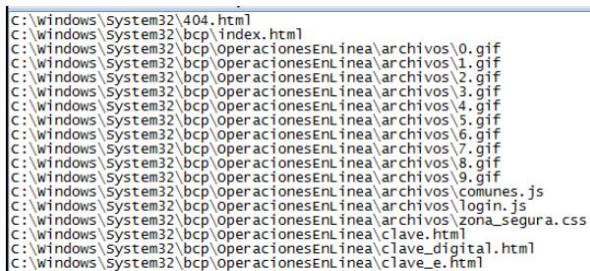 C:\Windows\System32\404.html
C:\Windows\System32\bcp\index.html
C:\Windows\System32\bcp\OperacionesEnLinea\archivos\0.gif
C:\Windows\System32\bcp\OperacionesEnLinea\archivos\1.gif
C:\Windows\System32\bcp\OperacionesEnLinea\archivos\2.gif
C:\Windows\System32\bcp\OperacionesEnLinea\archivos\3.gif
C:\Windows\System32\bcp\OperacionesEnLinea\archivos\4.gif
C:\Windows\System32\bcp\OperacionesEnLinea\archivos\5.gif
C:\Windows\System32\bcp\OperacionesEnLinea\archivos\6.gif
C:\Windows\System32\bcp\OperacionesEnLinea\archivos\7.gif
C:\Windows\System32\bcp\OperacionesEnLinea\archivos\8.gif
C:\Windows\System32\bcp\OperacionesEnLinea\archivos\9.gif
C:\Windows\System32\bcp\OperacionesEnLinea\archivos\comunes.js
C:\Windows\System32\bcp\OperacionesEnLinea\archivos\login.js
C:\Windows\System32\bcp\OperacionesEnLinea\archivos\zona_segura.css
C:\Windows\System32\bcp\OperacionesEnLinea\clave.html
C:\Windows\System32\bcp\OperacionesEnLinea\clave_digital.html
C:\Windows\System32\bcp\OperacionesEnLinea\clave_e.html